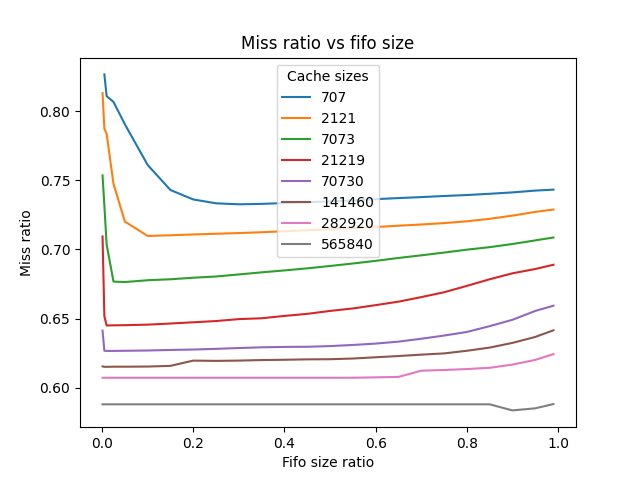 Miss ratio vs fifo size
Cache sizes
707
2121
7073
21219
70730
141460
282920
565840
Miss ratio
0.80
0.75
0.70
0.65
0.60
0.0 0.2 0.4 0.6 0.8 1.0
Fifo size ratio